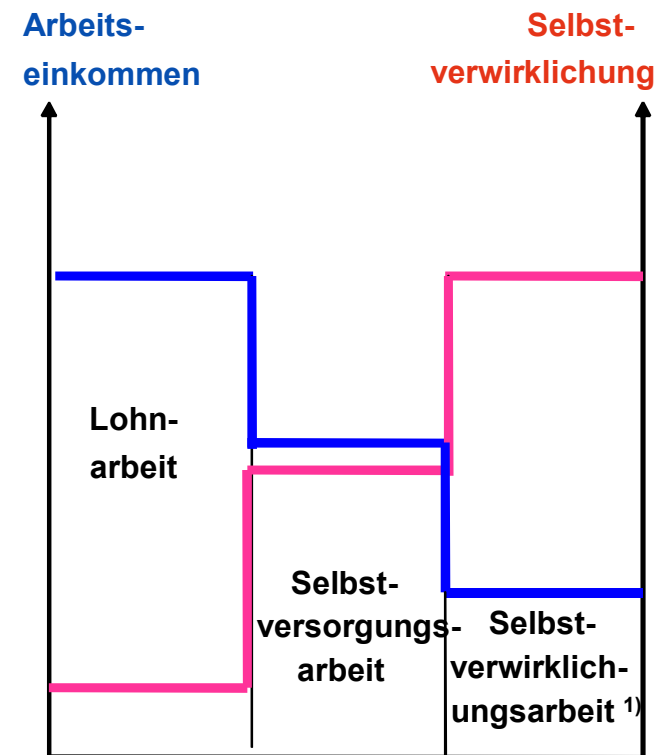 Arbeits-
einkommen
Selbst-
verwirklichung
Lohn-
arbeit
Selbst-
versorgungs-
arbeit
Selbst-
verwirklich-
ungsarbeit 1)